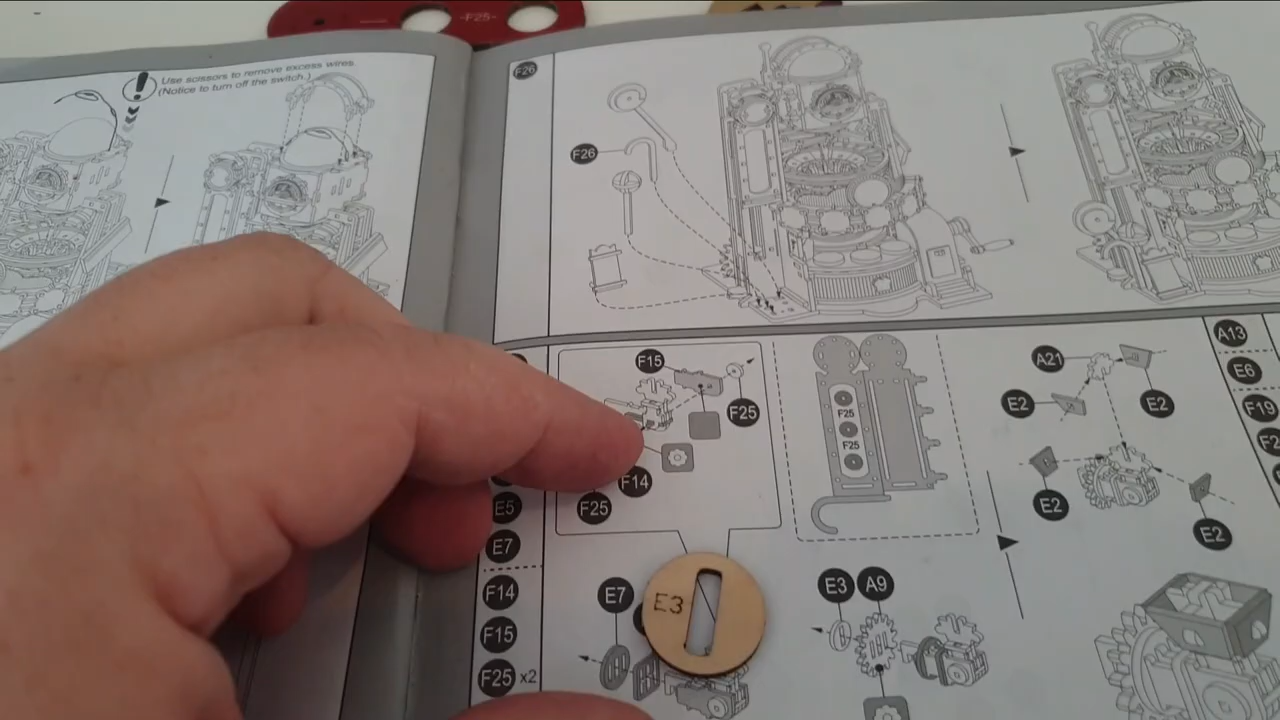 -F25-
Use scissors to remove excess wires.
(Notice to turn off the switch.)
F26
F26
F15
F25
F14
F25
E5
E7
F14
F15
F25 x2
F25
F25
A21
E2
E2
E2
E2
E7
E3
E3
A9
A13
E6
F19